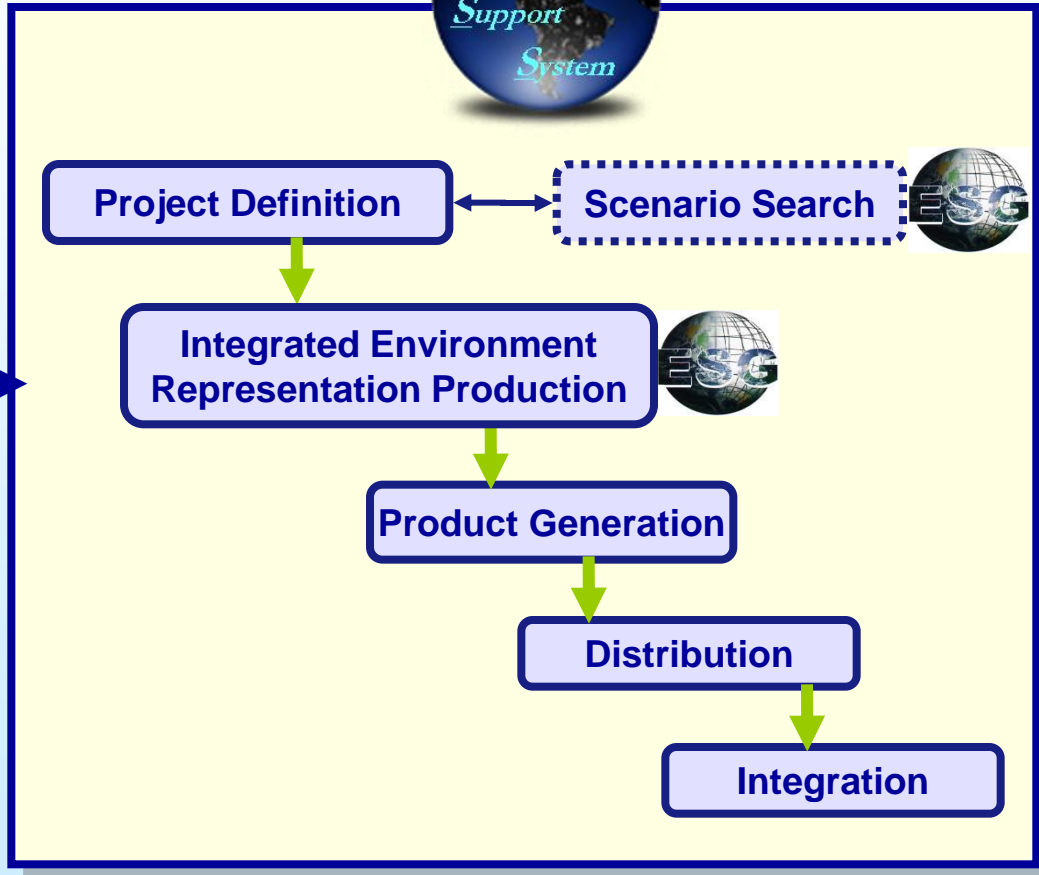 Support
System
Project Definition
Scenario Search
ESG
Integrated Environment
Representation Production
ESG
Product Generation
Distribution
Integration